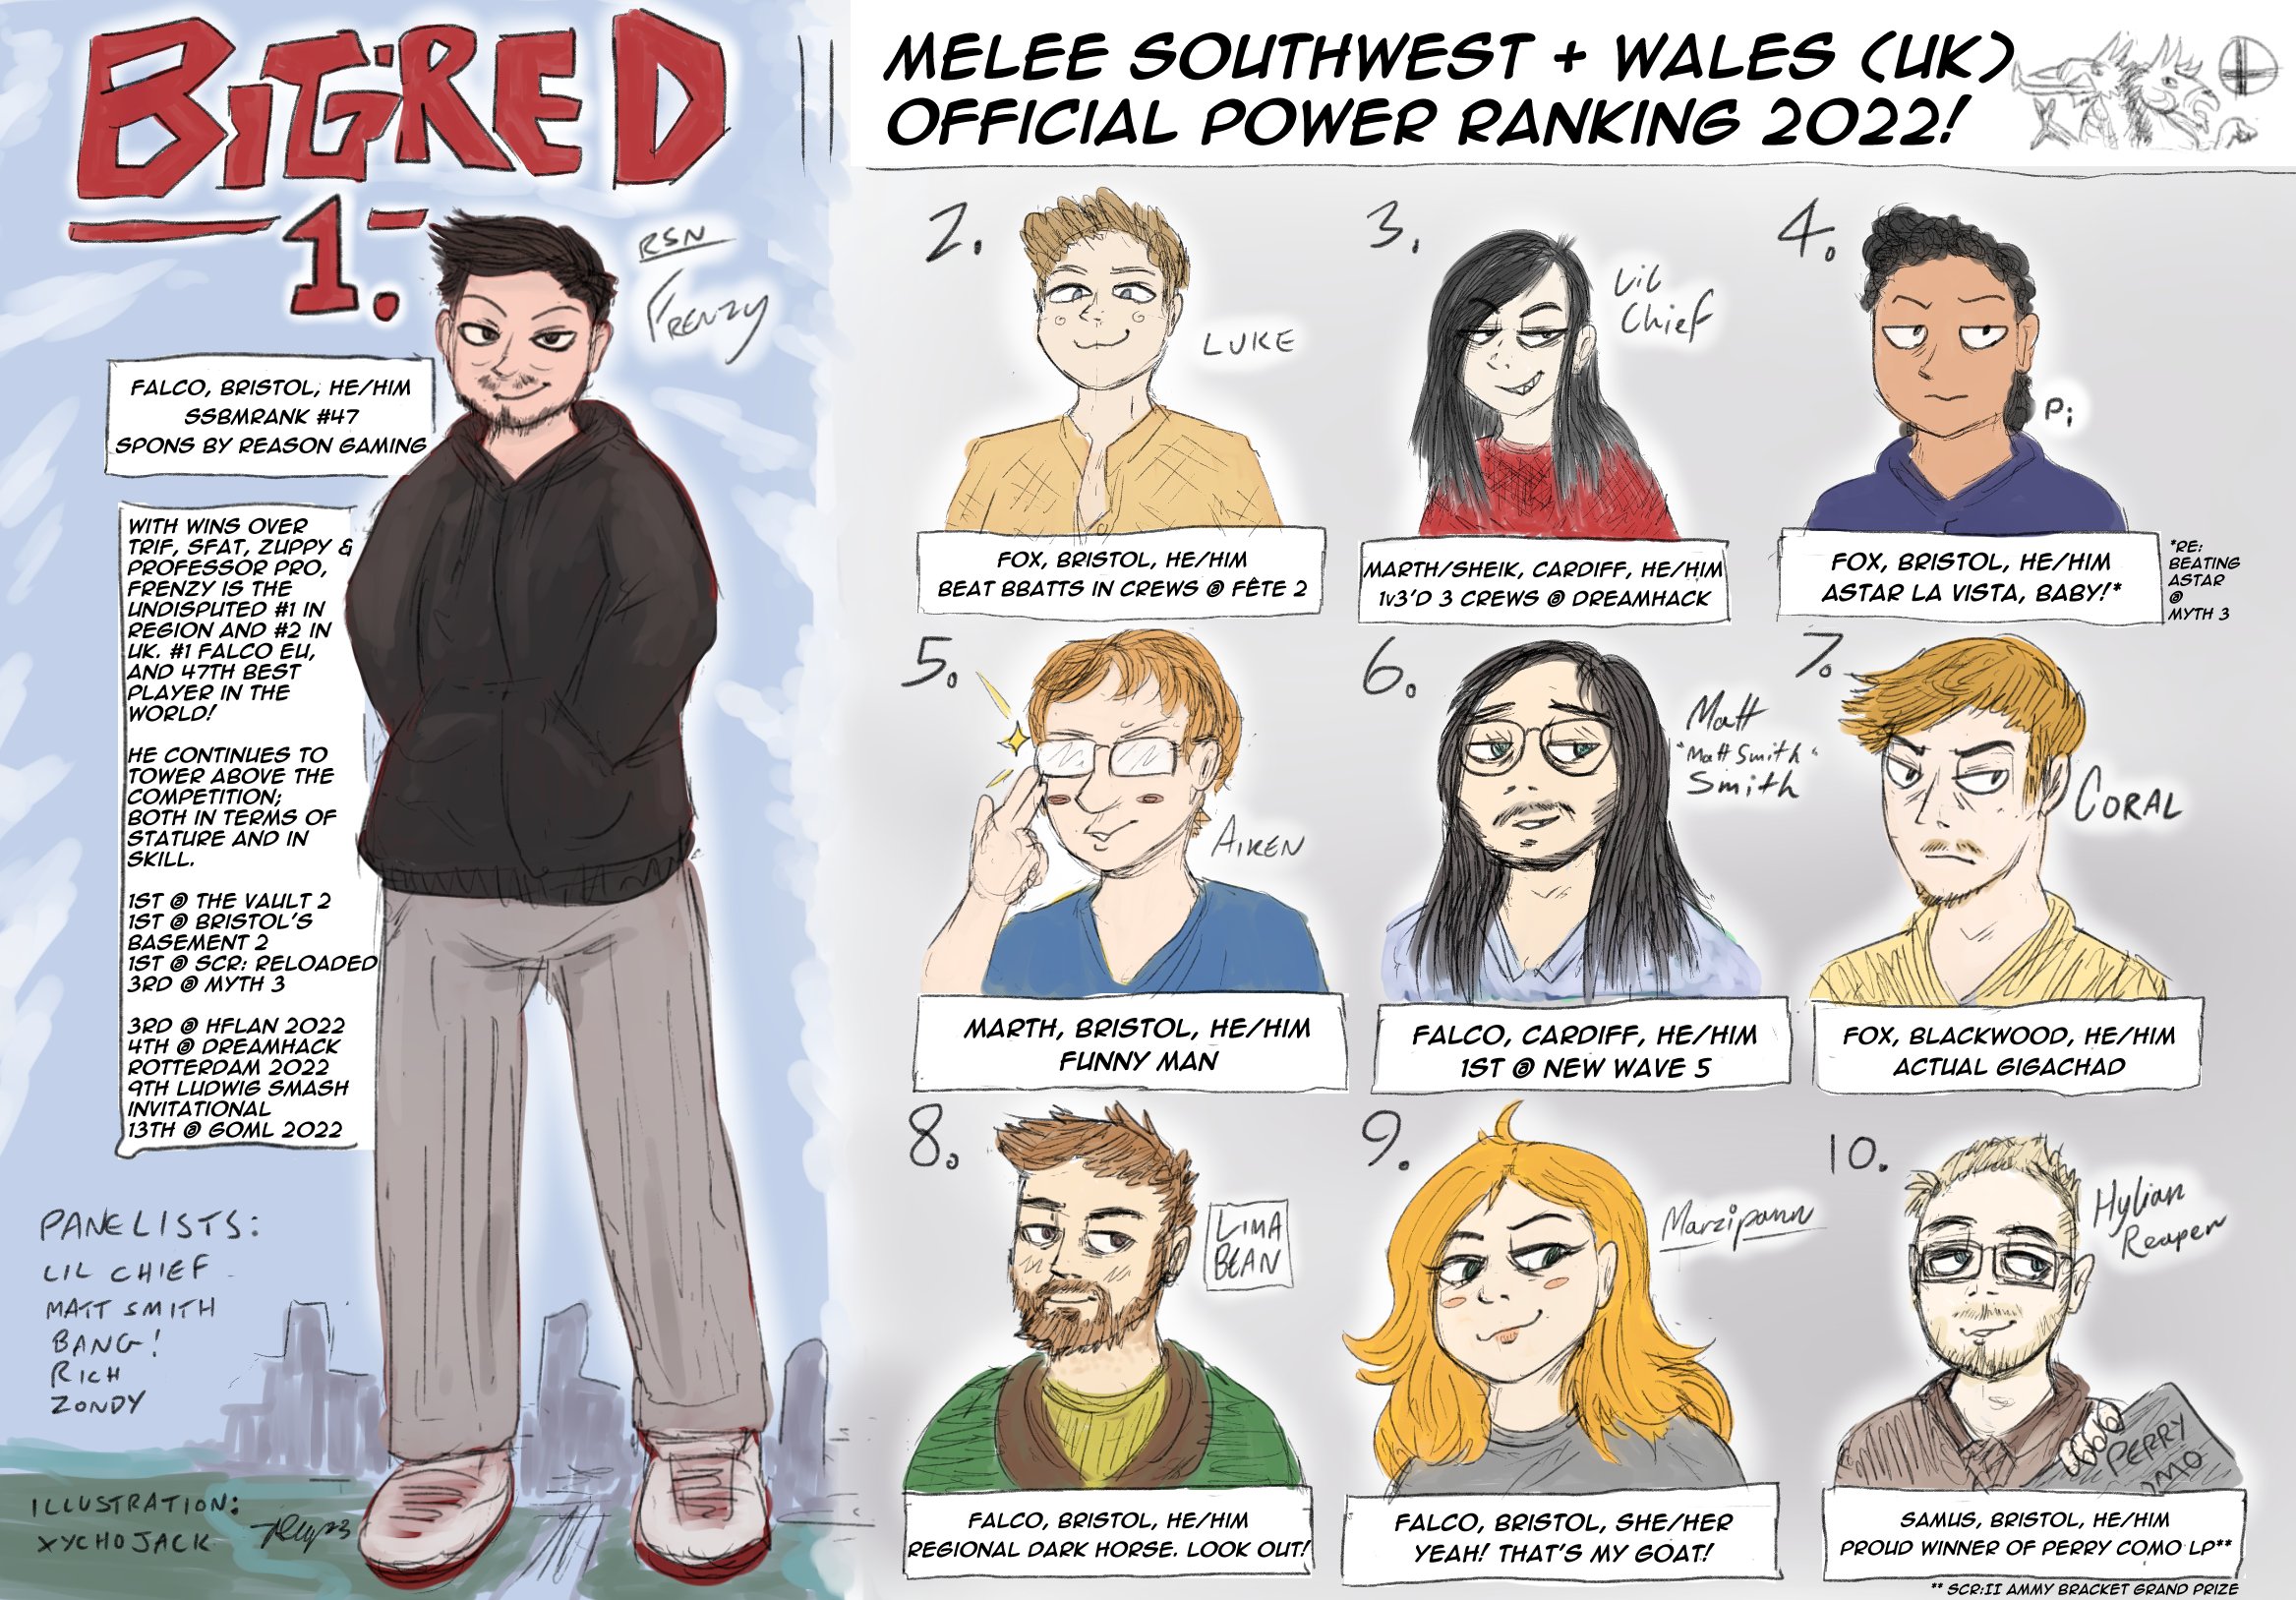 BIG RED
1.
RSN
FRENZY
FALCO, BRISTOL, HE/HIM
SSBMRANK #47
SPONS BY REASON GAMING
WITH WINS OVER
TRIF, SFAT, ZUPPY &
PROFESSOR PRO,
FRENZY IS THE
UNDISPUTED #1 IN
REGION AND #2 IN
UK. #1 FALCO EU,
AND 47TH BEST
PLAYER IN THE
WORLD!
HE CONTINUES TO
TOWER ABOVE THE
COMPETITION;
BOTH IN TERMS OF
STATURE AND IN
SKILL.
1ST @ THE VAULT 2
1ST @ BRISTOL'S
BASEMENT 2
1ST @ SCR: RELOADED
3RD @ MYTH 3
3RD @ HFLAN 2022
4TH @ DREAMHACK
ROTTERDAM 2022
9TH LUDWIG SMASH
INVITATIONAL
13TH @ GOML 2022
PANELISTS:
LIL CHIEF
MATT SMITH
BANG!
RICH
ZONDY
ILLUSTRATION:
XYCHOJACK
MELEE SOUTHWEST + WALES (UK)
OFFICIAL POWER RANKING 2022!
2.
LUKE
FOX, BRISTOL, HE/HIM
BEAT BBATTS IN CREWS @ FÊTE 2
3.
Lil
Chief
MARTH/SHEIK, CARDIFF, HE/HIM
1V3'D 3 CREWS @ DREAMHACK
4.
Pi
FOX, BRISTOL, HE/HIM
ASTAR LA VISTA, BABY!*
*RE:
BEATING
ASTAR
@
MYTH 3
5.
AIREN
MARTH, BRISTOL, HE/HIM
FUNNY MAN
6.
Matt
"Matt Smith"
Smith
FALCO, CARDIFF, HE/HIM
1ST @ NEW WAVE 5
7.
CORAL
FOX, BLACKWOOD, HE/HIM
ACTUAL GIGACHAD
8.
LIMA
BEAN
FALCO, BRISTOL, HE/HIM
REGIONAL DARK HORSE. LOOK OUT!
9.
Marzipann
FALCO, BRISTOL, SHE/HER
YEAH! THAT'S MY GOAT!
10.
Hylian
Reaper
PERRY
OMO
SAMUS, BRISTOL, HE/HIM
PROUD WINNER OF PERRY COMO LP**
** SCR:II AMMY BRACKET GRAND PRIZE